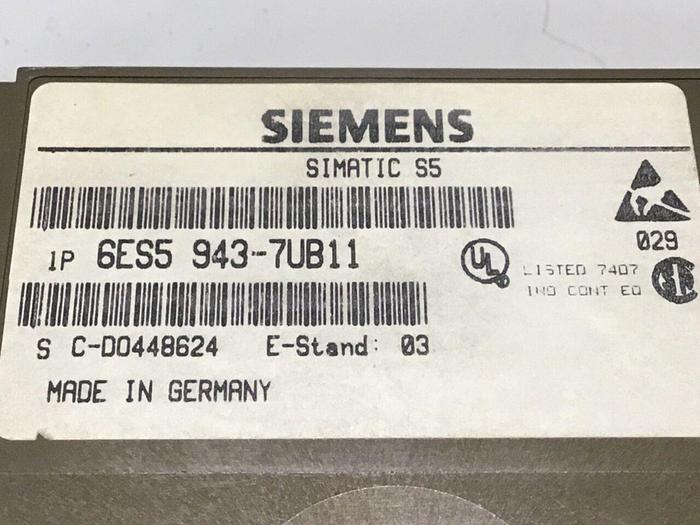 SIEMENS
SIMATIC S5
1P 6ES5 943-7UB11
029
UL
LISTED 7407
IND CONT EQ
S C-D0448624 E-Stand: 03
MADE IN GERMANY